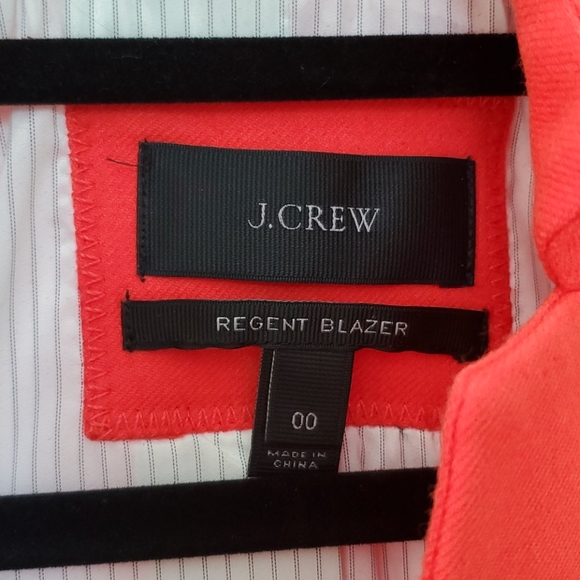 J.CREW
REGENT BLAZER
00
MADE IN
CHINA